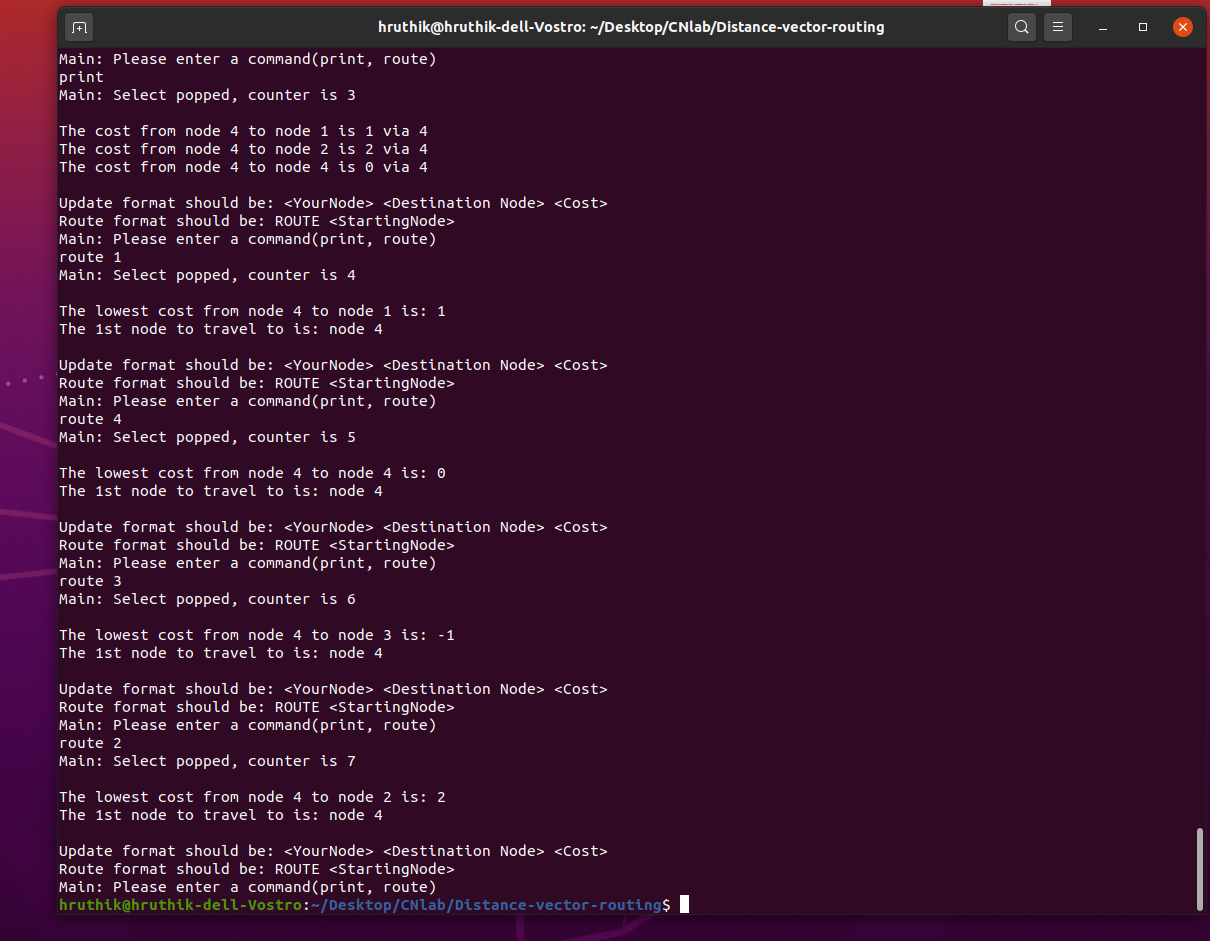 hruthik@hruthik-dell-Vostro: ~/Desktop/CNlab/Distance-vector-routing
Main: Please enter a command(print, route)
print
Main: Select popped, counter is 3
The cost from node 4 to node 1 is 1 via 4
The cost from node 4 to node 2 is 2 via 4
The cost from node 4 to node 4 is 0 via 4
Update format should be: <YourNode> <Destination Node> <Cost>
Route format should be: ROUTE <StartingNode>
Main: Please enter a command(print, route)
route 1
Main: Select popped, counter is 4
The lowest cost from node 4 to node 1 is: 1
The 1st node to travel to is: node 4
Update format should be: <YourNode> <Destination Node> <Cost>
Route format should be: ROUTE <StartingNode>
Main: Please enter a command(print, route)
route 4
Main: Select popped, counter is 5
The lowest cost from node 4 to node 4 is: 0
The 1st node to travel to is: node 4
Update format should be: <YourNode> <Destination Node> <Cost>
Route format should be: ROUTE <StartingNode>
Main: Please enter a command(print, route)
route 3
Main: Select popped, counter is 6
The lowest cost from node 4 to node 3 is: -1
The 1st node to travel to is: node 4
Update format should be: <YourNode> <Destination Node> <Cost>
Route format should be: ROUTE <StartingNode>
Main: Please enter a command(print, route)
route 2
Main: Select popped, counter is 7
The lowest cost from node 4 to node 2 is: 2
The 1st node to travel to is: node 4
Update format should be: <YourNode> <Destination Node> <Cost>
Route format should be: ROUTE <StartingNode>
Main: Please enter a command(print, route)
hruthik@hruthik-dell-Vostro:~/Desktop/CNlab/Distance-vector-routing$